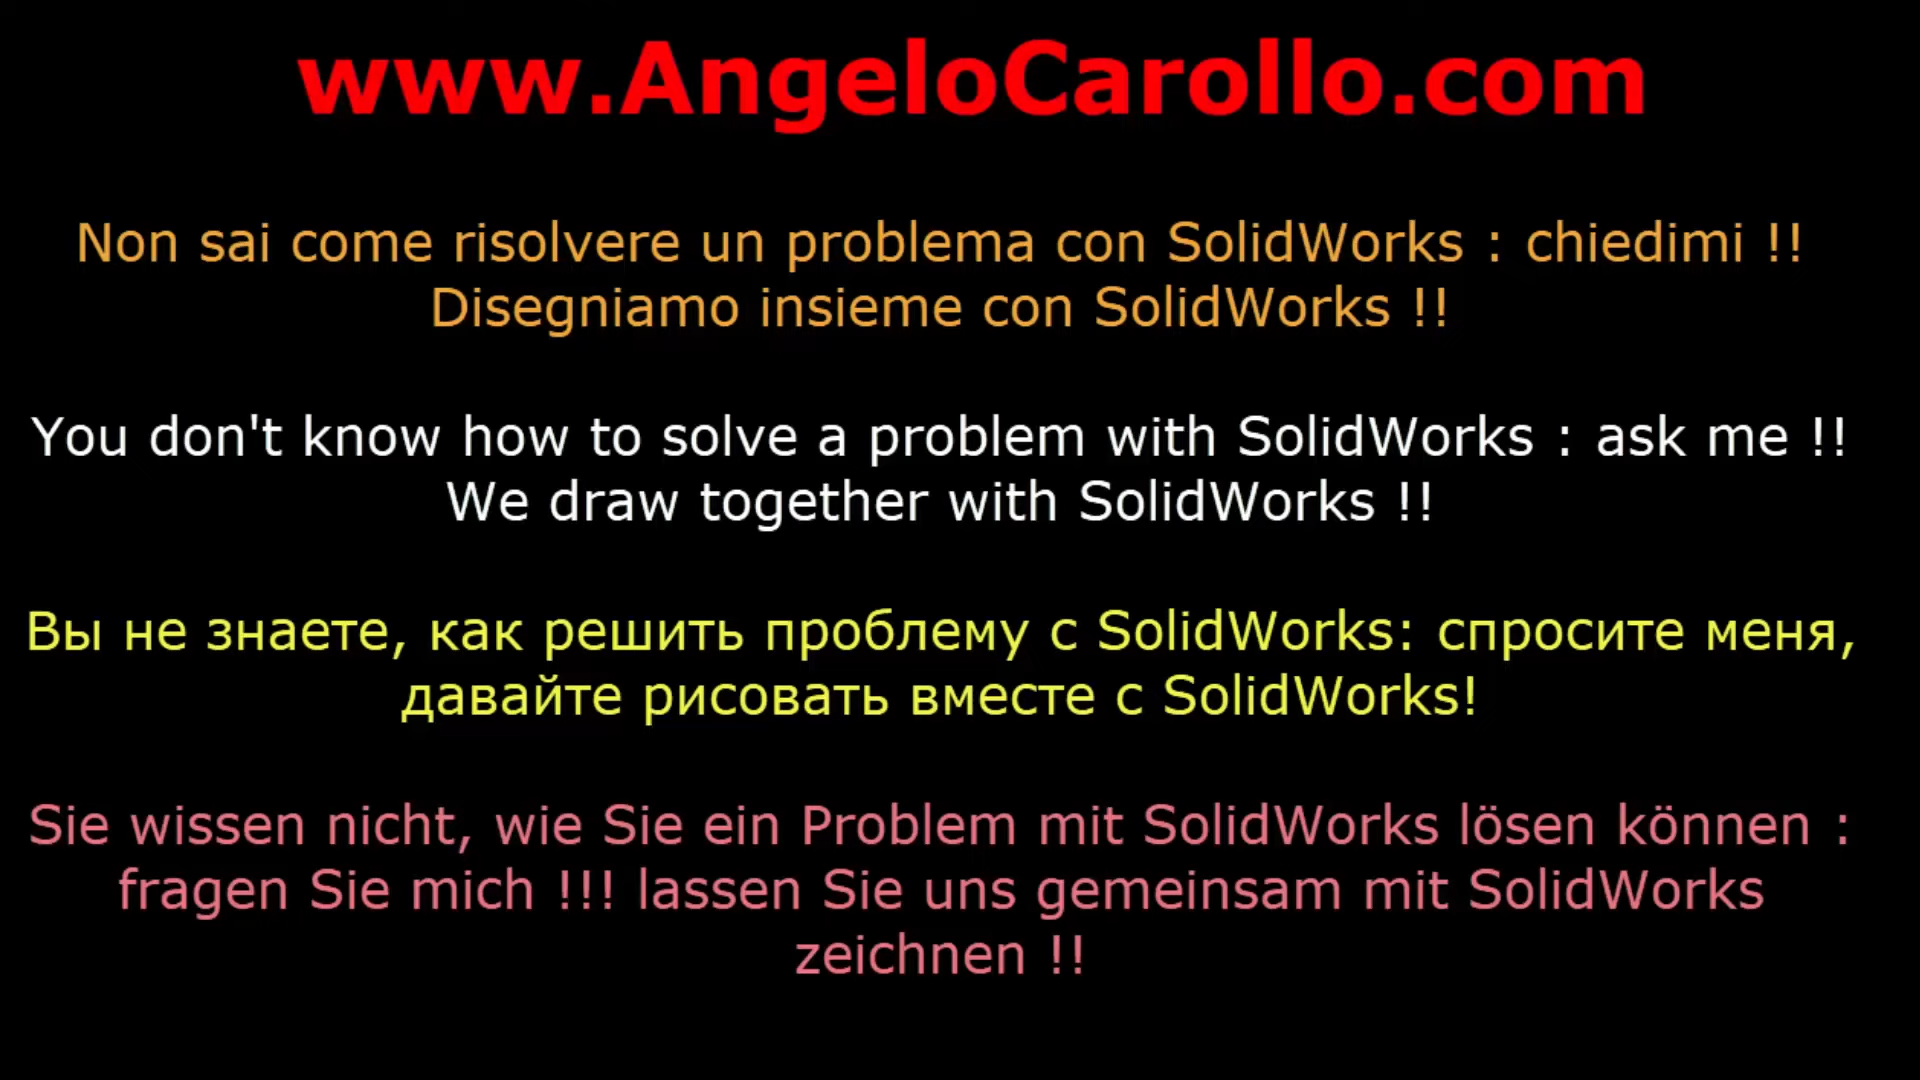 www.AngeloCarollo.com
Non sai come risolvere un problema con SolidWorks : chiedimi !!
Disegniamo insieme con SolidWorks !!
You don't know how to solve a problem with SolidWorks : ask me !!
We draw together with SolidWorks !!
Вы не знаете, как решить проблему с SolidWorks: спросите меня,
давайте рисовать вместе с SolidWorks!
Sie wissen nicht, wie Sie ein Problem mit SolidWorks lösen können :
fragen Sie mich !!! lassen Sie uns gemeinsam mit SolidWorks
zeichnen !!